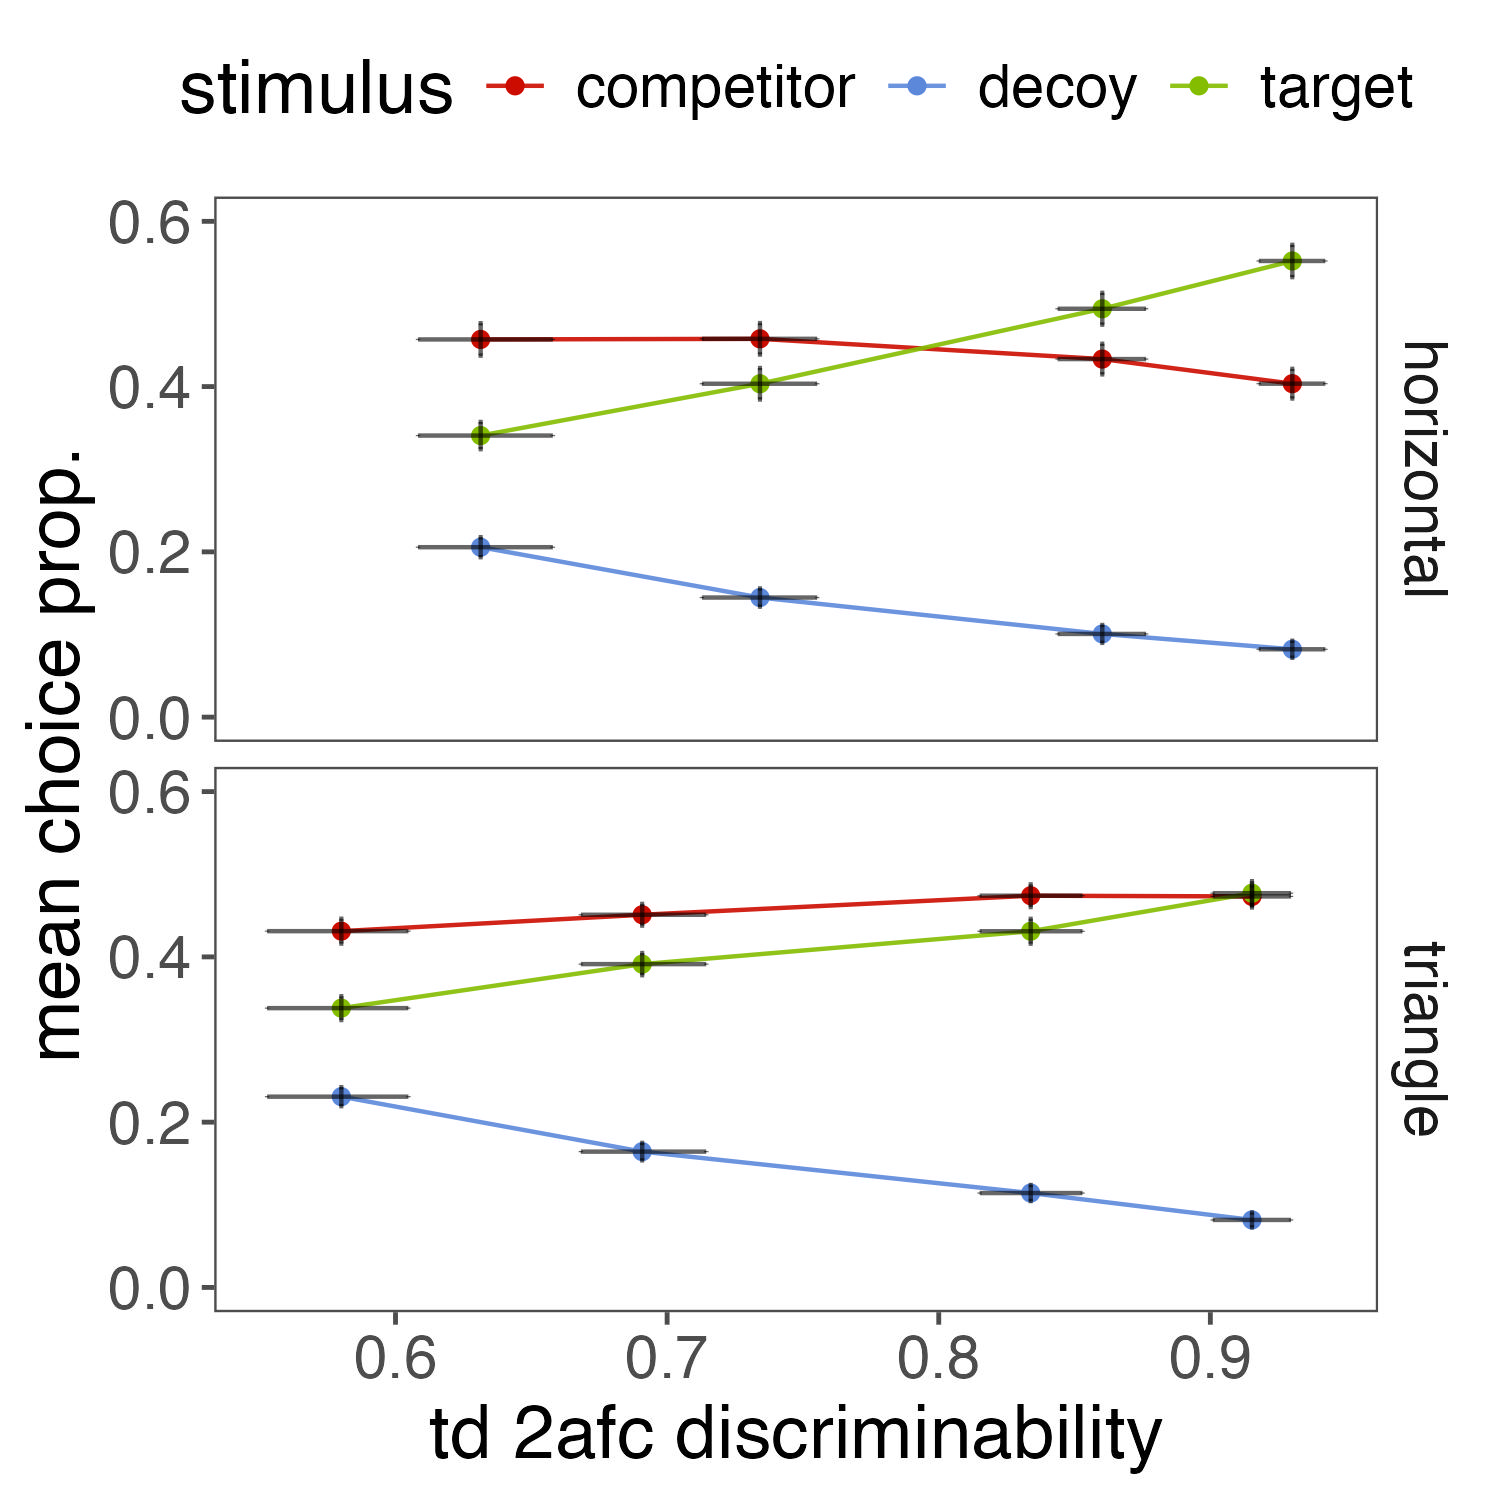 stimulus competitor decoy target
0.6
0.4
0.2
0.0
horizontal
0.6
0.4
0.2
0.0
triangle
mean choice prop.
0.6 0.7 0.8 0.9
td 2afc discriminability